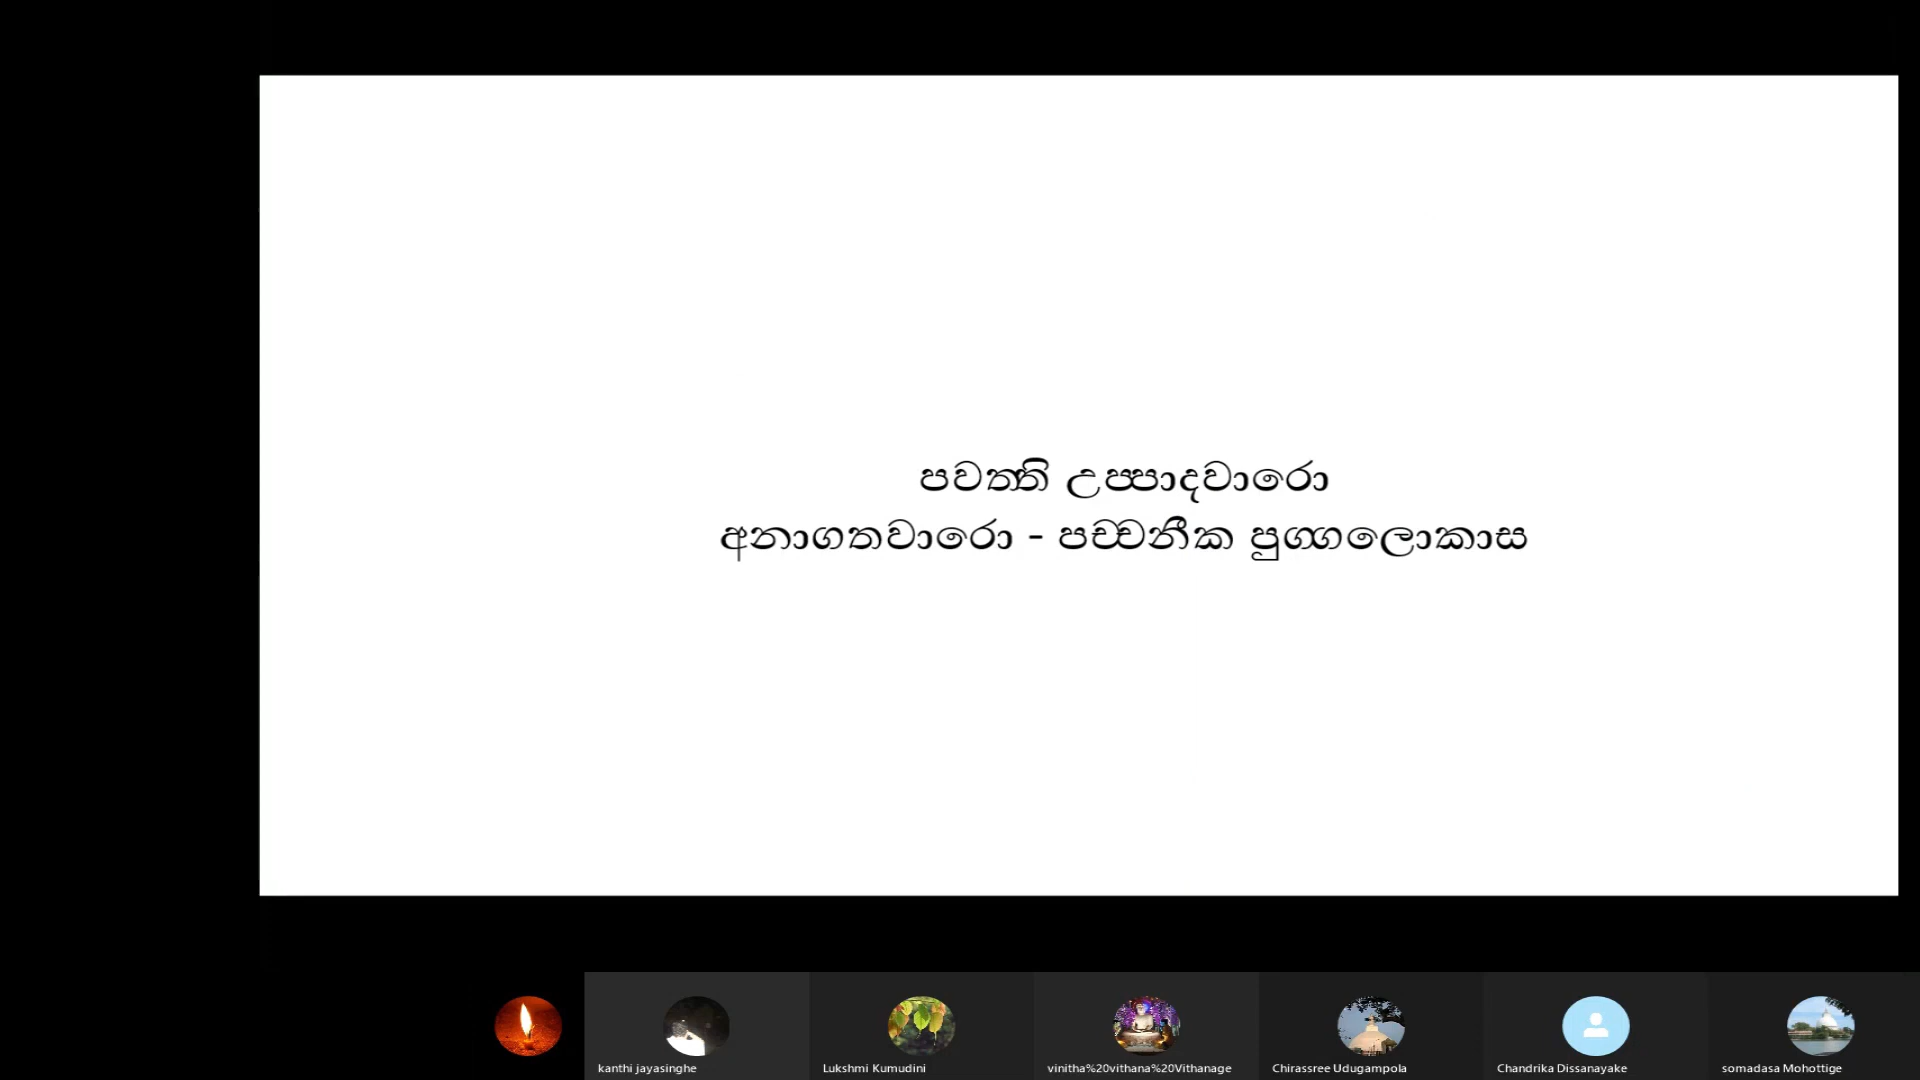 පවත්‍ති උප්‍පාදවාරො
අනාගතවාරො - පච්‍චනීක පුග්‍ගලොකාස
kanthi jayasinghe
Lukshmi Kumudini
vinitha%20vithana%20Vithanage
Chirassree Udugampola
Chandrika Dissanayake
somadasa Mohottige